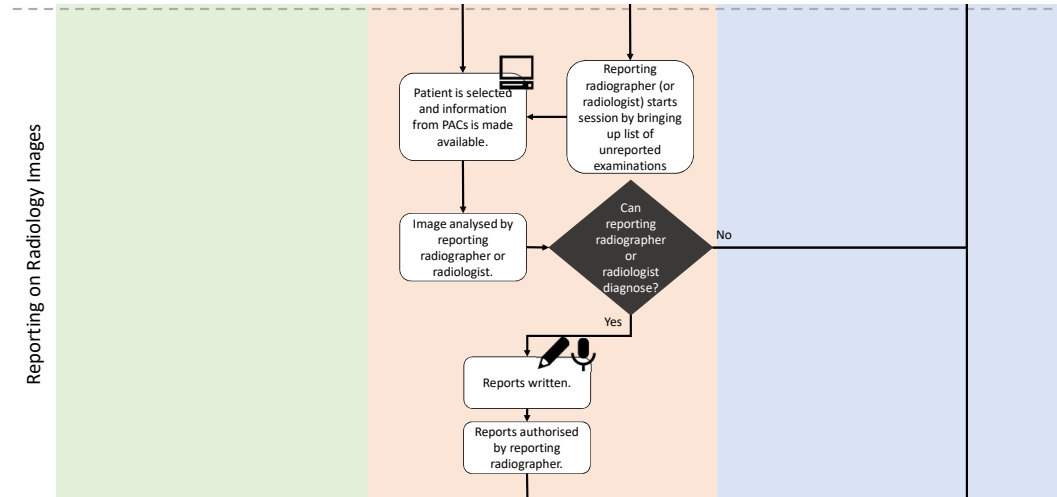 Reporting on Radiology Images
Patient is selected
and information
from PACs is made
available.
Reporting
radiographer (or
radiologist) starts
session by bringing
up list of
unreported
examinations
Image analysed by
reporting
radiographer or
radiologist.
Can
reporting
radiographer
or
radiologist
diagnose?
No
Yes
Reports written.
Reports authorised
by reporting
radiographer.